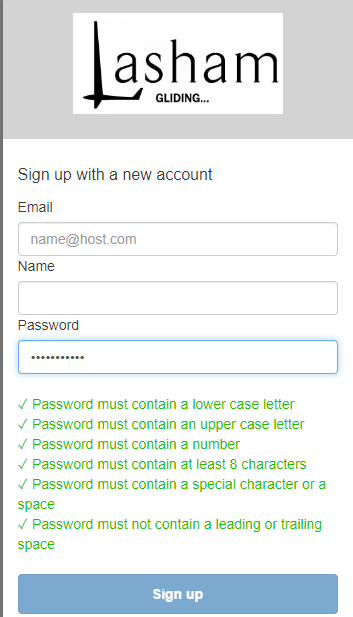 Lasham
GLIDING...
Sign up with a new account
Email
name@host.com
Name
Password
•••••••••••
✓ Password must contain a lower case letter
✓ Password must contain an upper case letter
✓ Password must contain a number
✓ Password must contain at least 8 characters
✓ Password must contain a special character or a
space
✓ Password must not contain a leading or trailing
space
Sign up